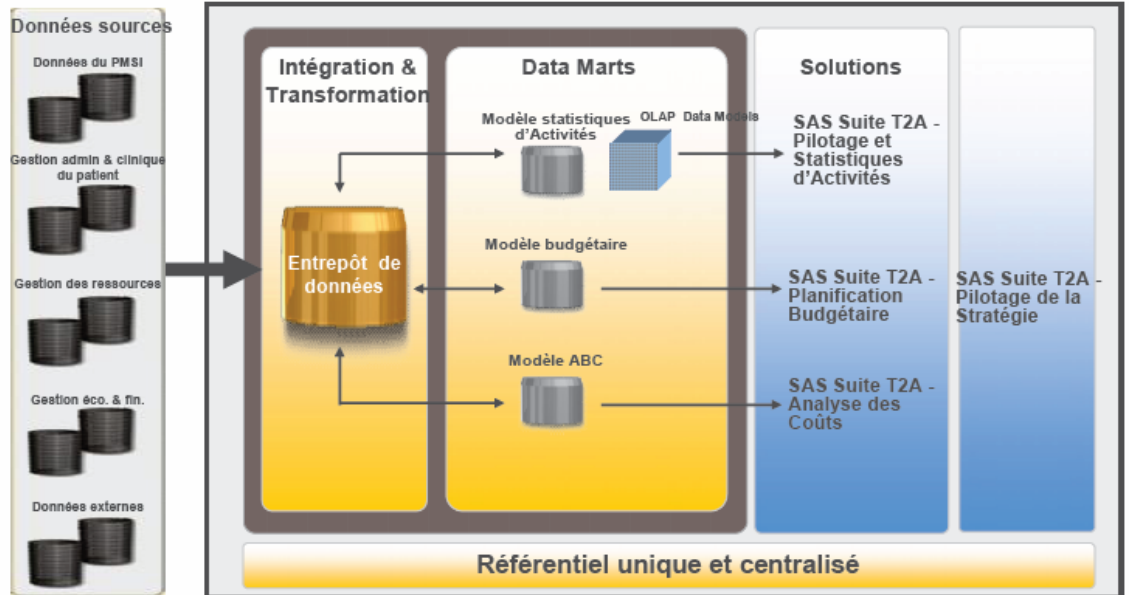 Données sources
Données du PMSI
Gestion admin & clinique
du patient
Gestion des ressources
Gestion éco. & fin.
Données externes
Intégration &
Transformation
Entrepôt de
données
Data Marts
Modèle statistiques
d'Activités
OLAP Data Models
Modèle budgétaire
Modèle ABC
Solutions
SAS Suite T2A -
Pilotage et
Statistiques
d'Activités
SAS Suite T2A -
Planification
Budgétaire
SAS Suite T2A -
Analyse des
Coûts
SAS Suite T2A -
Pilotage de la
Stratégie
Référentiel unique et centralisé